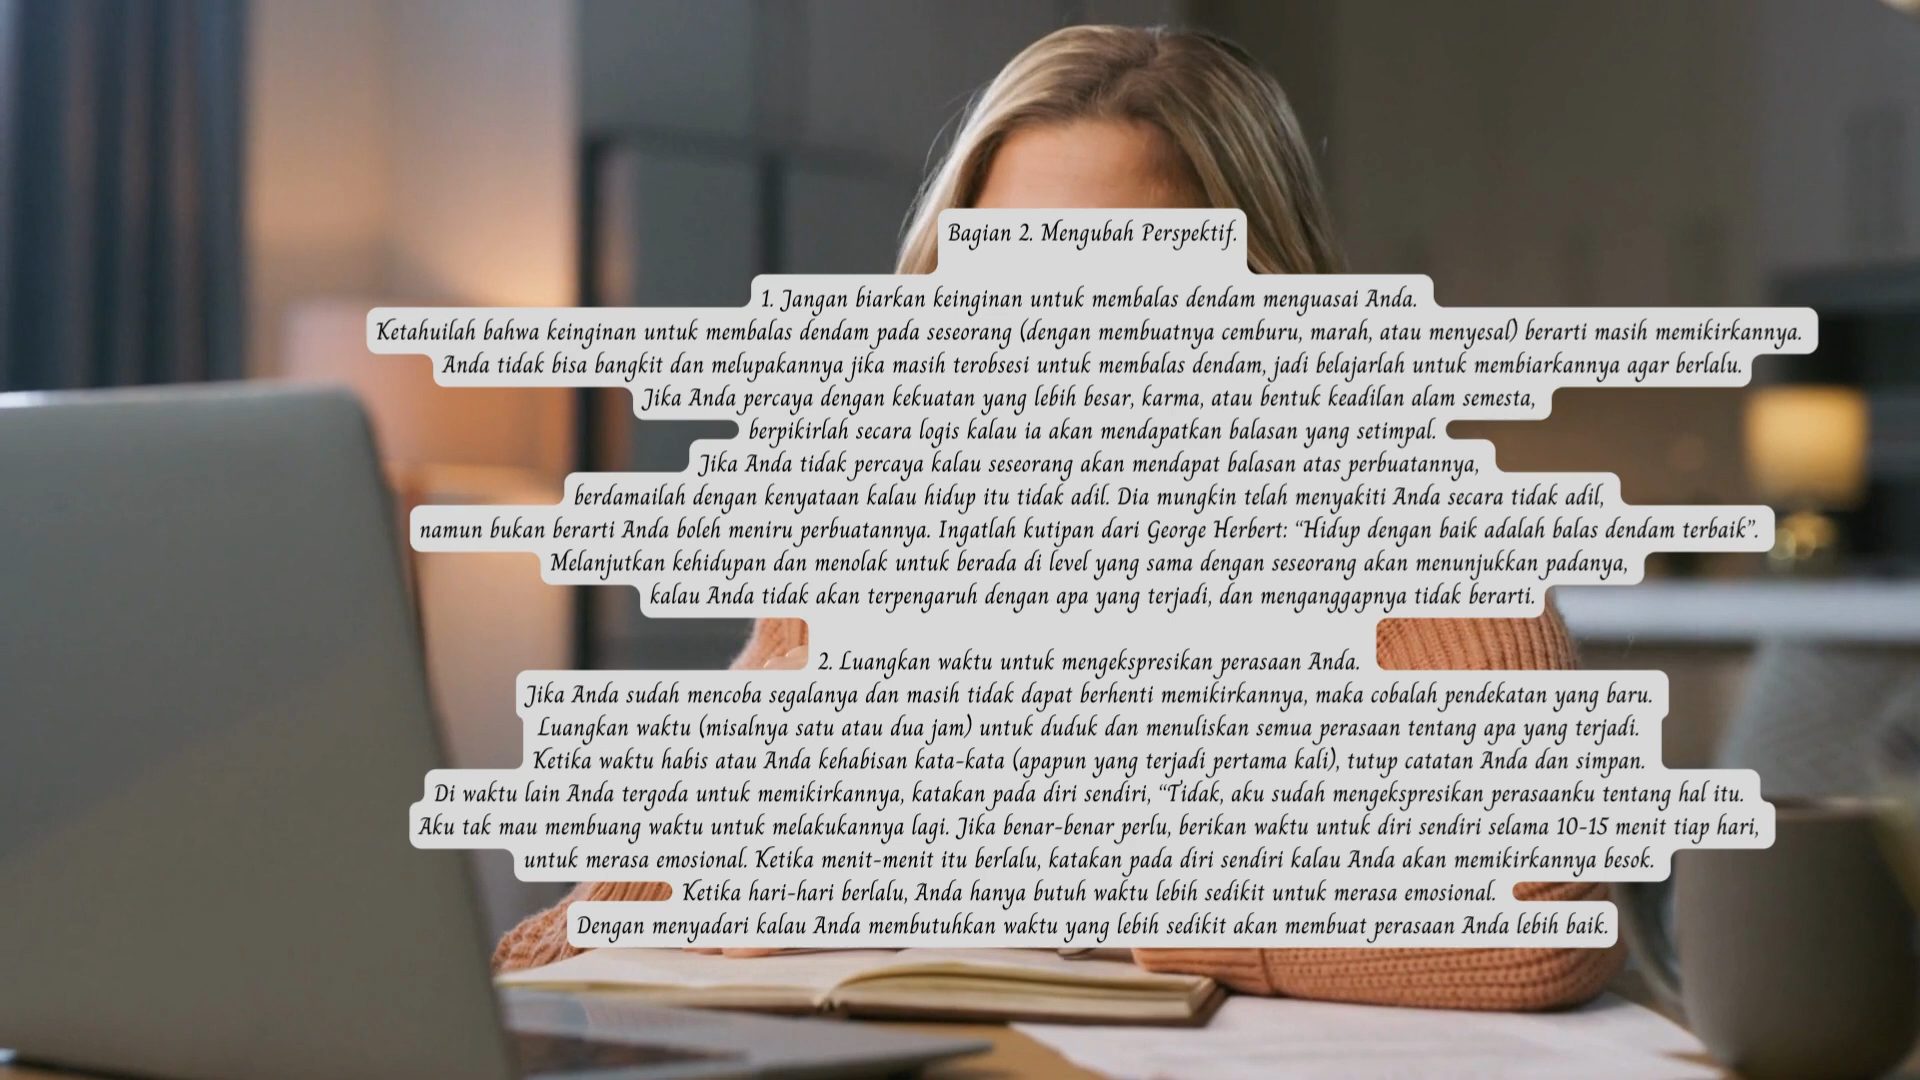 Bagian 2. Mengubah Perspektif.
1. Jangan biarkan keinginan untuk membalas dendam menguasai Anda.
Ketahuilah bahwa keinginan untuk membalas dendam pada seseorang (dengan membuatnya cemburu, marah, atau menyesal) berarti masih memikirkannya.
Anda tidak bisa bangkit dan melupakannya jika masih terobsesi untuk membalas dendam, jadi belajarlah untuk membiarkannya agar berlalu.
Jika Anda percaya dengan kekuatan yang lebih besar, karma, atau bentuk keadilan alam semesta,
berpikirlah secara logis kalau ia akan mendapatkan balasan yang setimpal.
Jika Anda tidak percaya kalau seseorang akan mendapat balasan atas perbuatannya,
berdamailah dengan kenyataan kalau hidup itu tidak adil. Dia mungkin telah menyakiti Anda secara tidak adil,
namun bukan berarti Anda boleh meniru perbuatannya. Ingatlah kutipan dari George Herbert: “Hidup dengan baik adalah balas dendam terbaik”.
Melanjutkan kehidupan dan menolak untuk berada di level yang sama dengan seseorang akan menunjukkan padanya,
kalau Anda tidak akan terpengaruh dengan apa yang terjadi, dan menganggapnya tidak berarti.
2. Luangkan waktu untuk mengekspresikan perasaan Anda.
Jika Anda sudah mencoba segalanya dan masih tidak dapat berhenti memikirkannya, maka cobalah pendekatan yang baru.
Luangkan waktu (misalnya satu atau dua jam) untuk duduk dan menuliskan semua perasaan tentang apa yang terjadi.
Ketika waktu habis atau Anda kehabisan kata-kata (apapun yang terjadi pertama kali), tutup catatan Anda dan simpan.
Di waktu lain Anda tergoda untuk memikirkannya, katakan pada diri sendiri, “Tidak, aku sudah mengekspresikan perasaanku tentang hal itu.
Aku tak mau membuang waktu untuk melakukannya lagi. Jika benar-benar perlu, berikan waktu untuk diri sendiri selama 10-15 menit tiap hari,
untuk merasa emosional. Ketika menit-menit itu berlalu, katakan pada diri sendiri kalau Anda akan memikirkannya besok.
Ketika hari-hari berlalu, Anda hanya butuh waktu lebih sedikit untuk merasa emosional.
Dengan menyadari kalau Anda membutuhkan waktu yang lebih sedikit akan membuat perasaan Anda lebih baik.